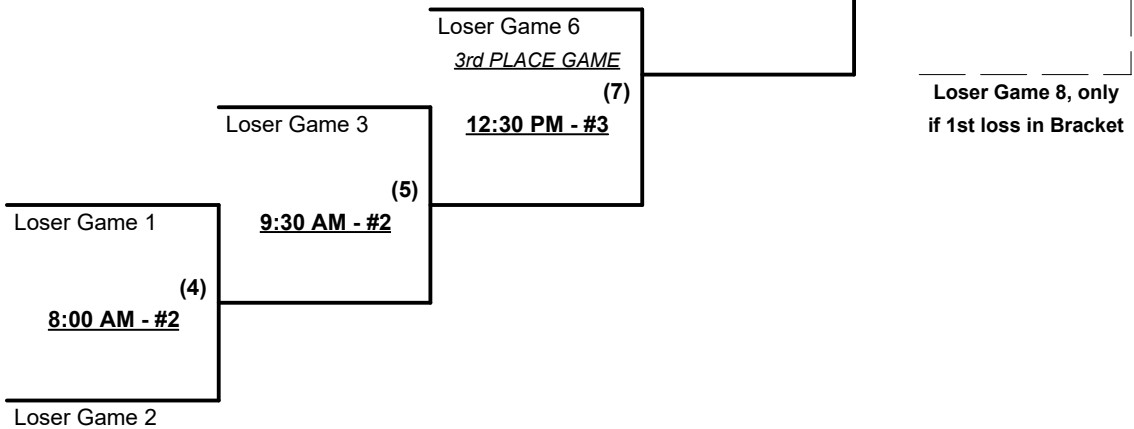 Loser Game 6
3rd PLACE GAME
(7)
12:30 PM - #3
Loser Game 8, only
if 1st loss in Bracket
Loser Game 3
(5)
9:30 AM - #2
Loser Game 1
(4)
8:00 AM - #2
Loser Game 2